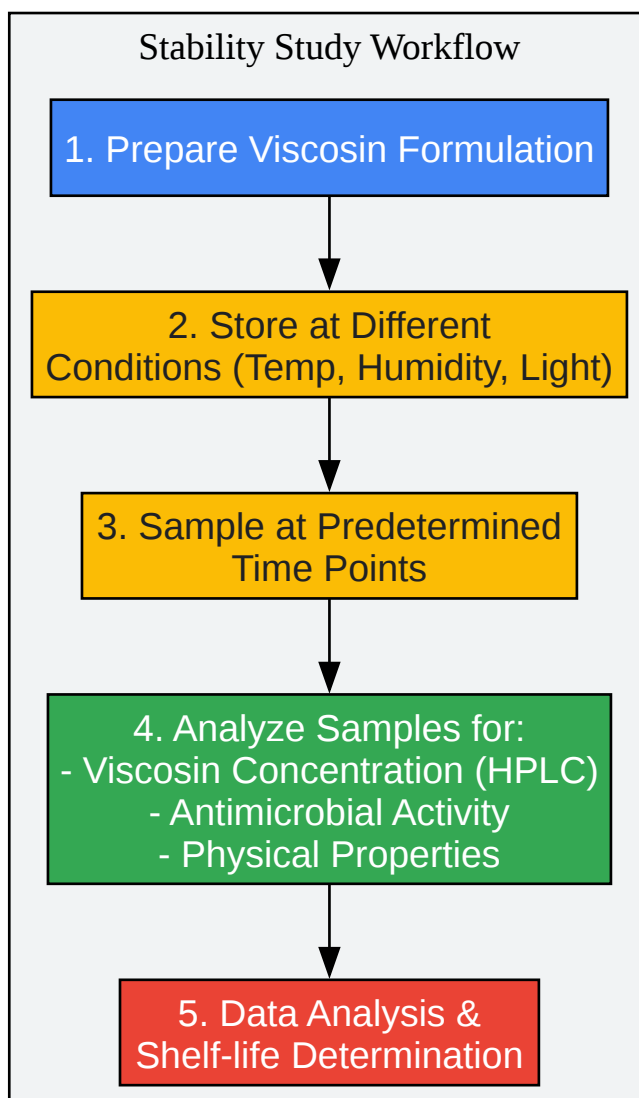 Stability Study Workflow
1. Prepare Viscosin Formulation
2. Store at Different
Conditions (Temp, Humidity, Light)
3. Sample at Predetermined
Time Points
4. Analyze Samples for:
- Viscosin Concentration (HPLC)
- Antimicrobial Activity
- Physical Properties
5. Data Analysis &
Shelf-life Determination